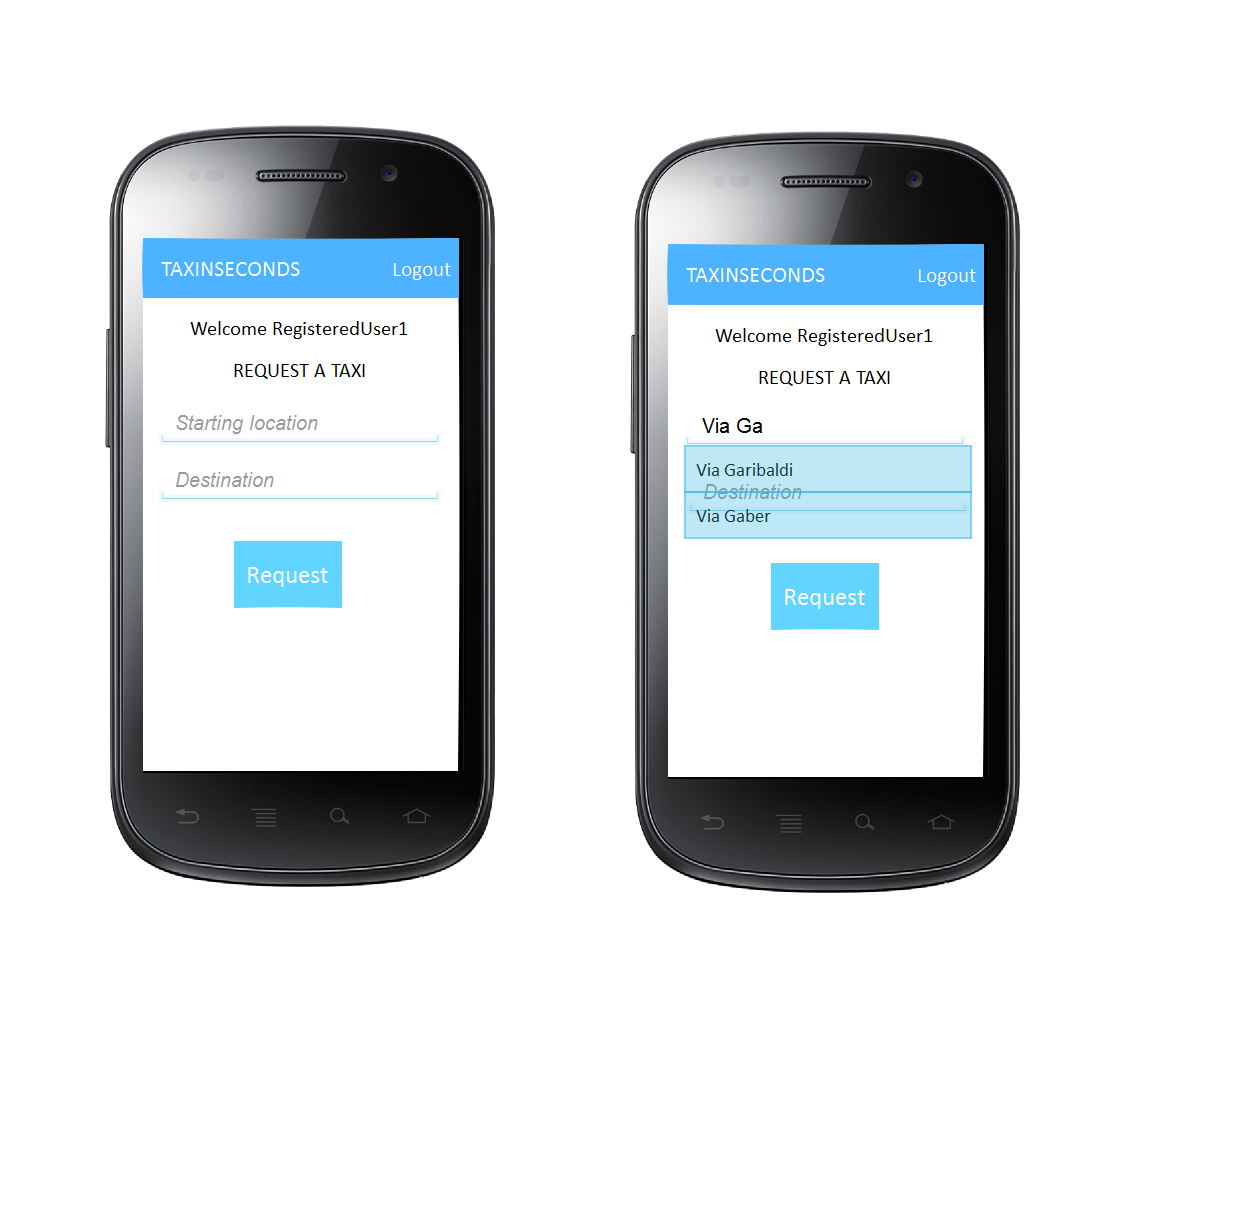 TAXINSECONDS Logout
Welcome RegisteredUser1
REQUEST A TAXI
Starting location
Destination
Request
TAXINSECONDS Logout
Welcome RegisteredUser1
REQUEST A TAXI
Via Ga
Via Garibaldi
Destination
Via Gaber
Request